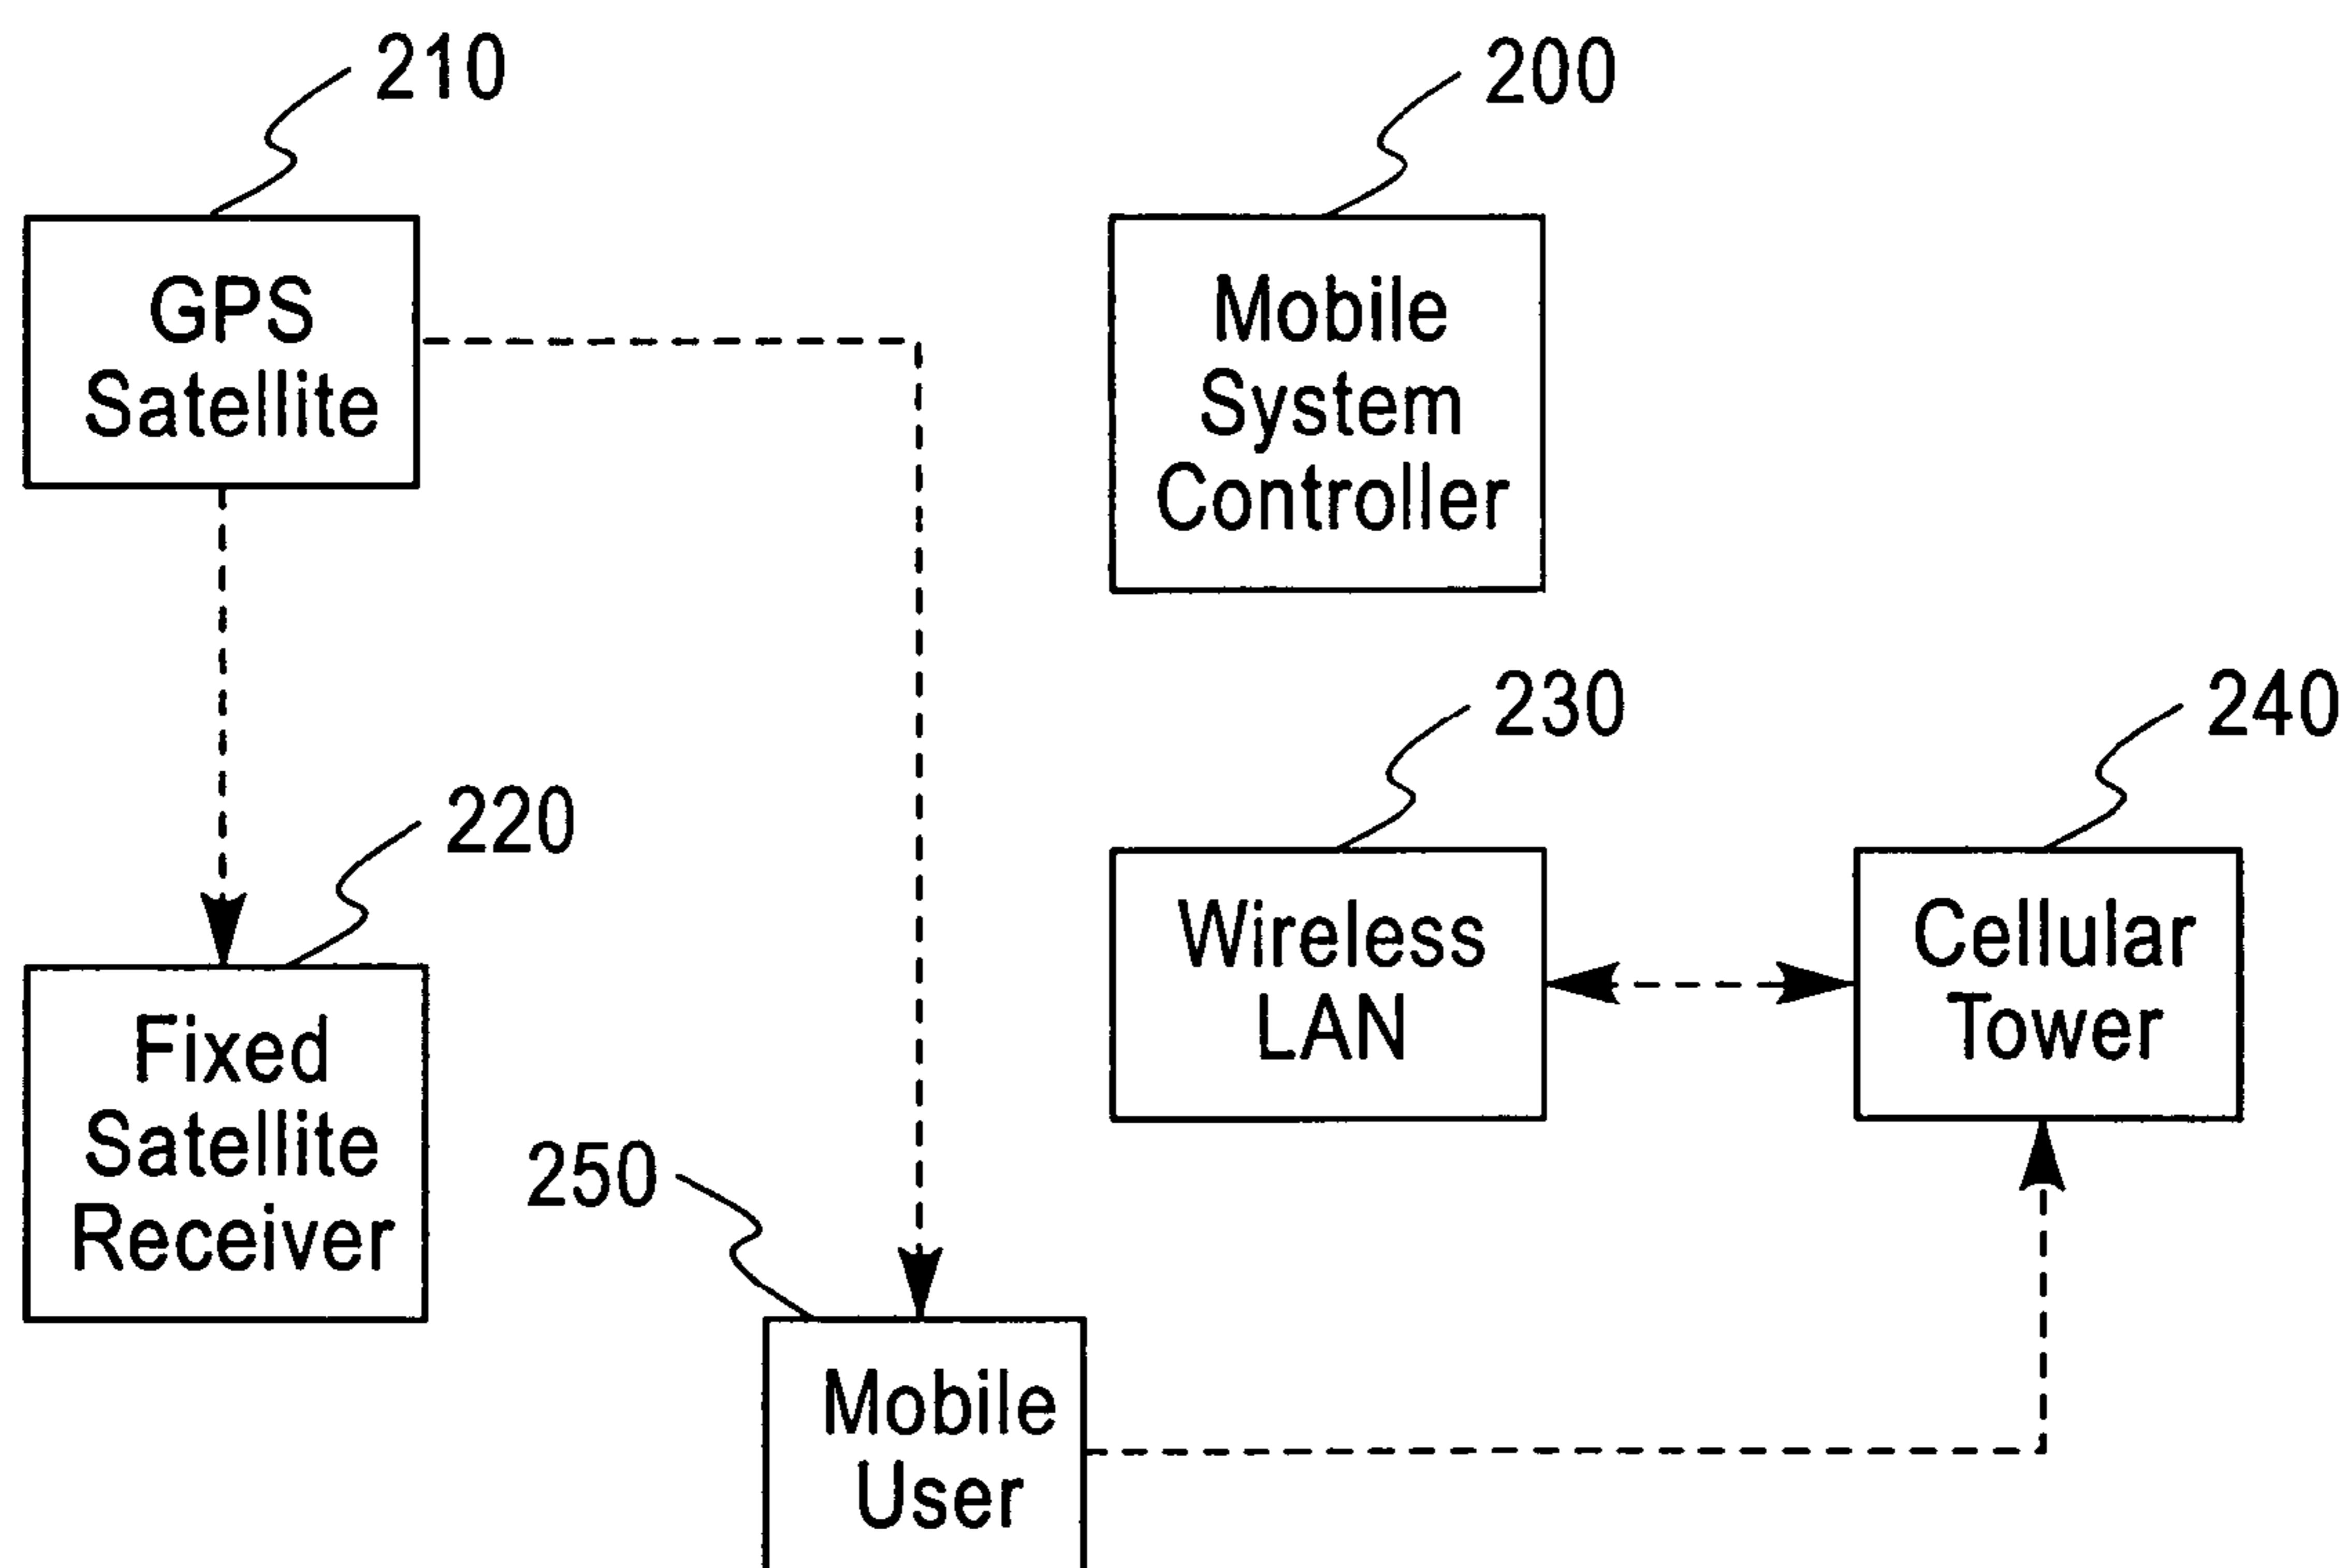 210
200
GPS
Satellite
Mobile
System
Controller
220
230
240
Fixed
Satellite
Receiver
Wireless
LAN
Cellular
Tower
250
Mobile
User